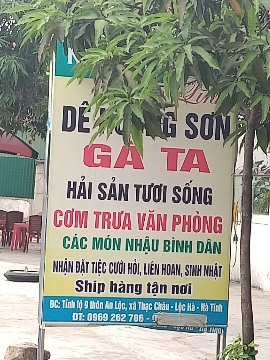 DÊ SƠN
GÀ TA
HẢI SẢN TƯƠI SỐNG
CƠM TRƯA VĂN PHÒNG
CÁC MÓN NHẬU BÌNH DÂN
NHẬN ĐẶT TIỆC CƯỚI HỎI, LIÊN HOAN, SINH NHẬT
Ship hàng tận nơi
ĐC: Tỉnh lộ 9 thôn An Lộc, xã Thạc Châu - Lộc Hà - Hà Tĩnh
ĐT: 0969 262 786 -